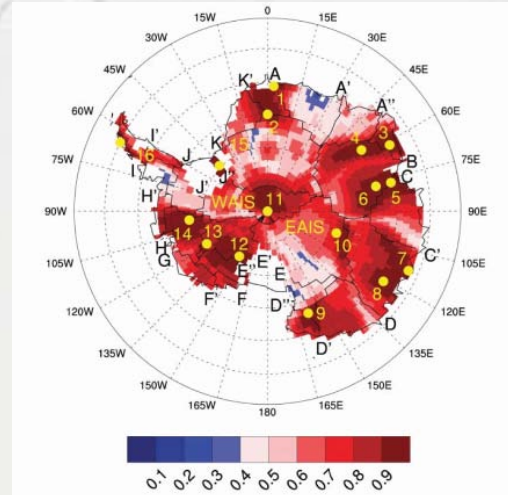 0
15W 15E
30W 30E
45W 45E
60W 60E
75W 75E
90W 90E
105W 105E
120W 120E
135E
150W 150E
165W 165E
180
K' A A' A''
1
2
4 3
B
C
6 5
I'
16
I J K 15
J' J''
H'
WAIS 11
EAIS
14 13 12 10
H G
F' F E'' E' E
D'' 9 8 7 C'
D' D
0.1 0.2 0.3 0.4 0.5 0.6 0.7 0.8 0.9